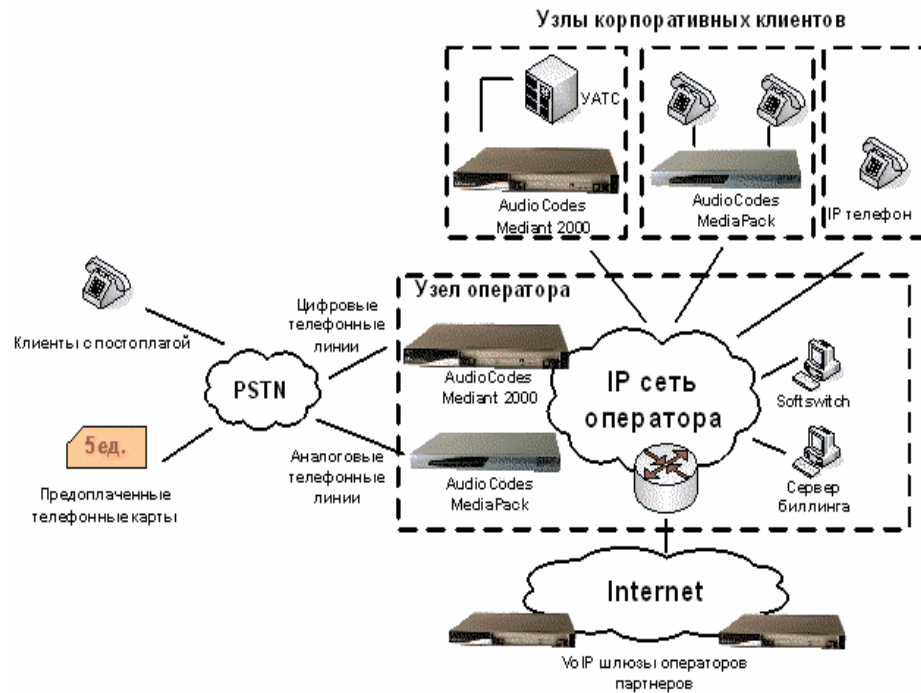 Узлы корпоративных клиентов
УАТС
AudioCodes
Mediant 2000
AudioCodes
MediaPack
IP телефон
Узел оператора
Цифровые
телефонные
линии
Клиенты с постоплатой
PSTN
AudioCodes
Mediant 2000
IP сеть
оператора
Softswitch
5 ед.
Предоплаченные
телефонные карты
Аналоговые
телефонные
линии
AudioCodes
MediaPack
Сервер
биллинга
Internet
VoIP шлюзы операторов
партнеров